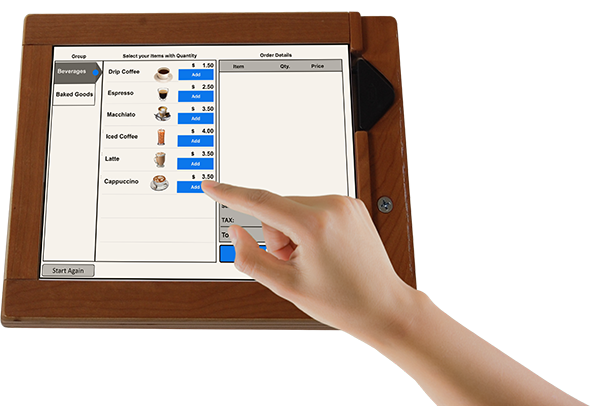 Group
Select your Items with Quantity
Order Details
Beverages
Baked Goods
Drip Coffee
$ 1.50
Add
Espresso
$ 2.50
Add
Macchiato
$ 3.50
Add
Iced Coffee
$ 4.00
Add
Latte
$ 3.50
Add
Cappuccino
$ 3.50
Add
Item Qty. Price
TAX:
Start Again